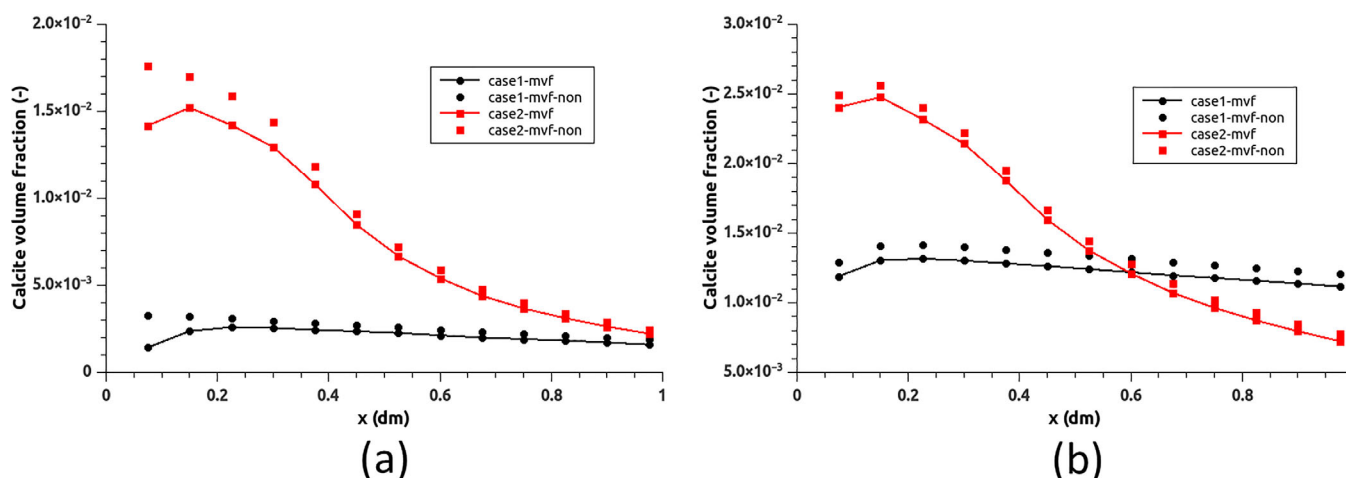 2.0×10⁻²
1.5×10⁻²
1.0×10⁻²
5.0×10⁻³
0
Calcite volume fraction (-)
case1-mvf
case1-mvf-non
case2-mvf
case2-mvf-non
0 0.2 0.4 0.6 0.8 1
x (dm)
(a)
3.0×10⁻²
2.5×10⁻²
2.0×10⁻²
1.5×10⁻²
1.0×10⁻²
5.0×10⁻³
Calcite volume fraction (-)
case1-mvf
case1-mvf-non
case2-mvf
case2-mvf-non
0 0.2 0.4 0.6 0.8
x (dm)
(b)